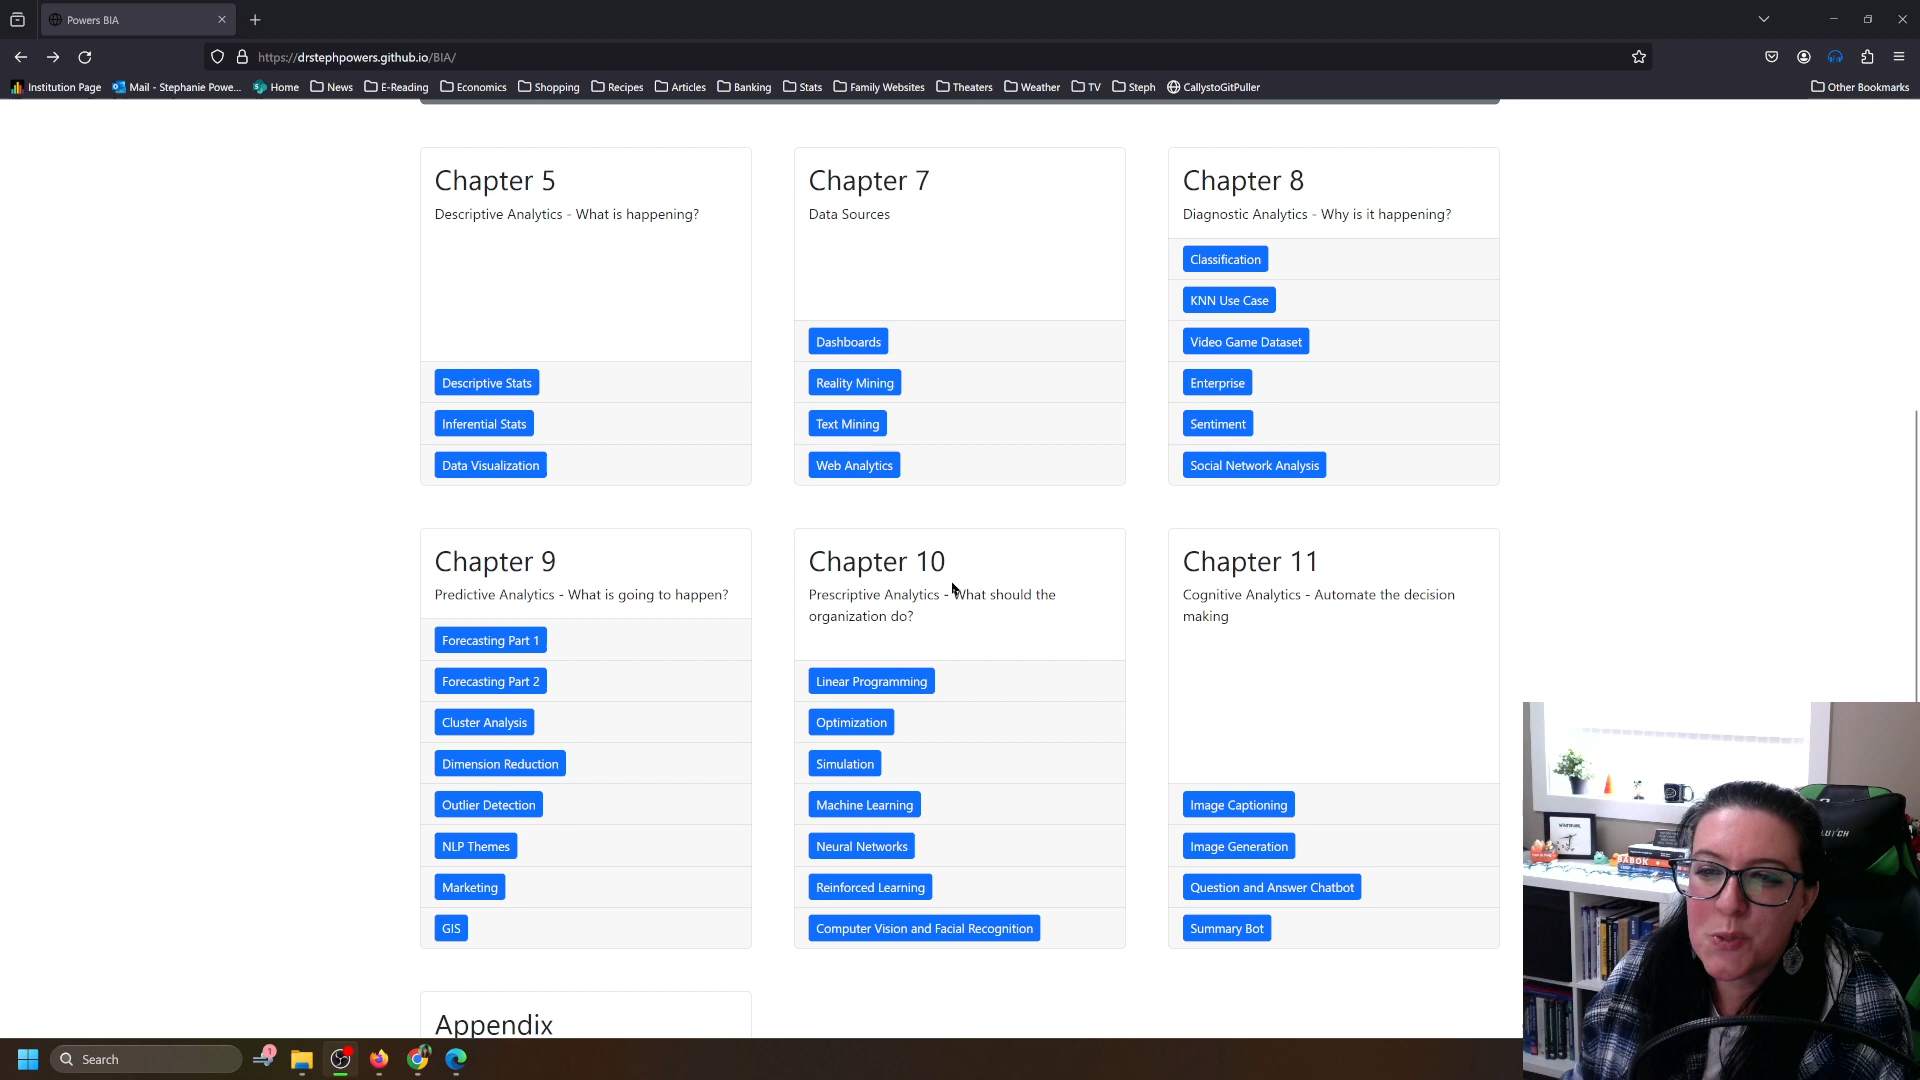 Powers BIA
https://drstephpowers.github.io/BIA/
Institution Page
Mail - Stephanie Powe...
Home
News
E-Reading
Economics
Shopping
Recipes
Articles
Banking
Stats
Family Websites
Theaters
Weather
TV
Steph
CallystoGitPuller
Other Bookmarks
Chapter 5
Descriptive Analytics - What is happening?
Descriptive Stats
Inferential Stats
Data Visualization
Chapter 7
Data Sources
Dashboards
Reality Mining
Text Mining
Web Analytics
Chapter 8
Diagnostic Analytics - Why is it happening?
Classification
KNN Use Case
Video Game Dataset
Enterprise
Sentiment
Social Network Analysis
Chapter 9
Predictive Analytics - What is going to happen?
Forecasting Part 1
Forecasting Part 2
Cluster Analysis
Dimension Reduction
Outlier Detection
NLP Themes
Marketing
GIS
Chapter 10
Prescriptive Analytics - What should the
organization do?
Linear Programming
Optimization
Simulation
Machine Learning
Neural Networks
Reinforced Learning
Computer Vision and Facial Recognition
Chapter 11
Cognitive Analytics - Automate the decision
making
Image Captioning
Image Generation
Question and Answer Chatbot
Summary Bot
Appendix
BABOK
Search
1